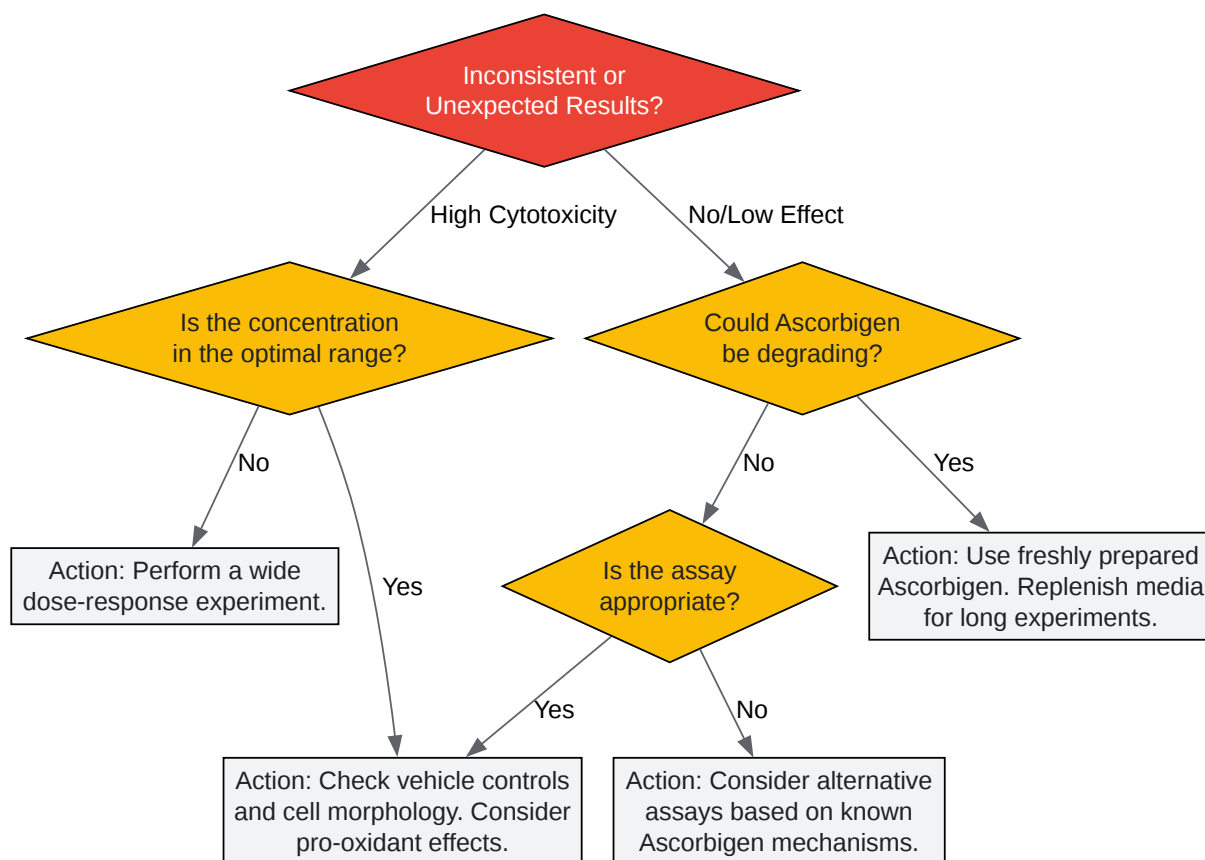 Inconsistent or
Unexpected Results?
High Cytotoxicity
No/Low Effect
Is the concentration
in the optimal range?
Could Ascorbigen
be degrading?
No
Yes
No
Yes
Action: Perform a wide
dose-response experiment.
Is the assay
appropriate?
Action: Use freshly prepared
Ascorbigen. Replenish media
for long experiments.
Yes
No
Action: Check vehicle controls
and cell morphology. Consider
pro-oxidant effects.
Action: Consider alternative
assays based on known
Ascorbigen mechanisms.